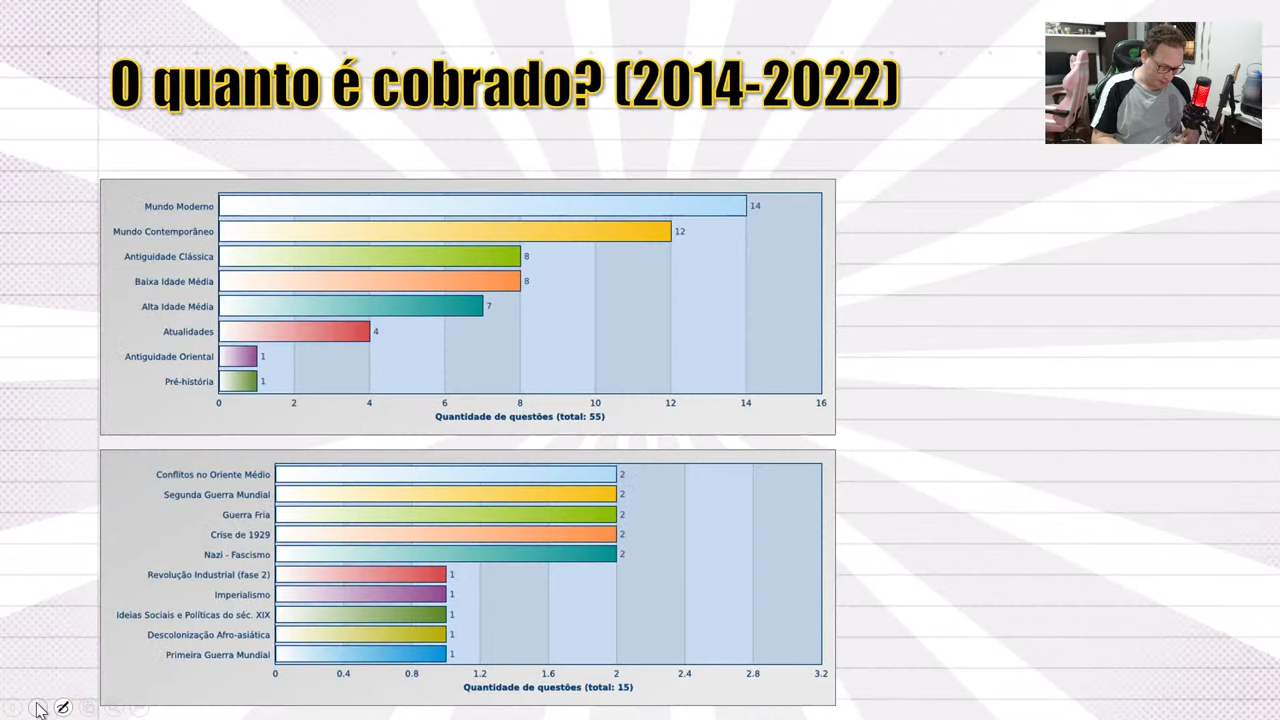 O quanto é cobrado? (2014-2022)
Mundo Moderno 14
Mundo Contemporâneo 12
Antiguidade Clássica 8
Baixa Idade Média 8
Alta Idade Média 7
Atualidades 4
Antiguidade Oriental 1
Pré-história 1
0 2 4 6 8 10 12 14 16
Quantidade de questões (total: 55)
Conflitos no Oriente Médio 2
Segunda Guerra Mundial 2
Guerra Fria 2
Crise de 1929 2
Nazi - Fascismo 2
Revolução Industrial (fase 2) 1
Imperialismo 1
Ideias Sociais e Políticas do séc. XIX 1
Descolonização Afro-asiática 1
Primeira Guerra Mundial 1
0 0.4 0.8 1.2 1.6 2 2.4 2.8 3.2
Quantidade de questões (total: 15)